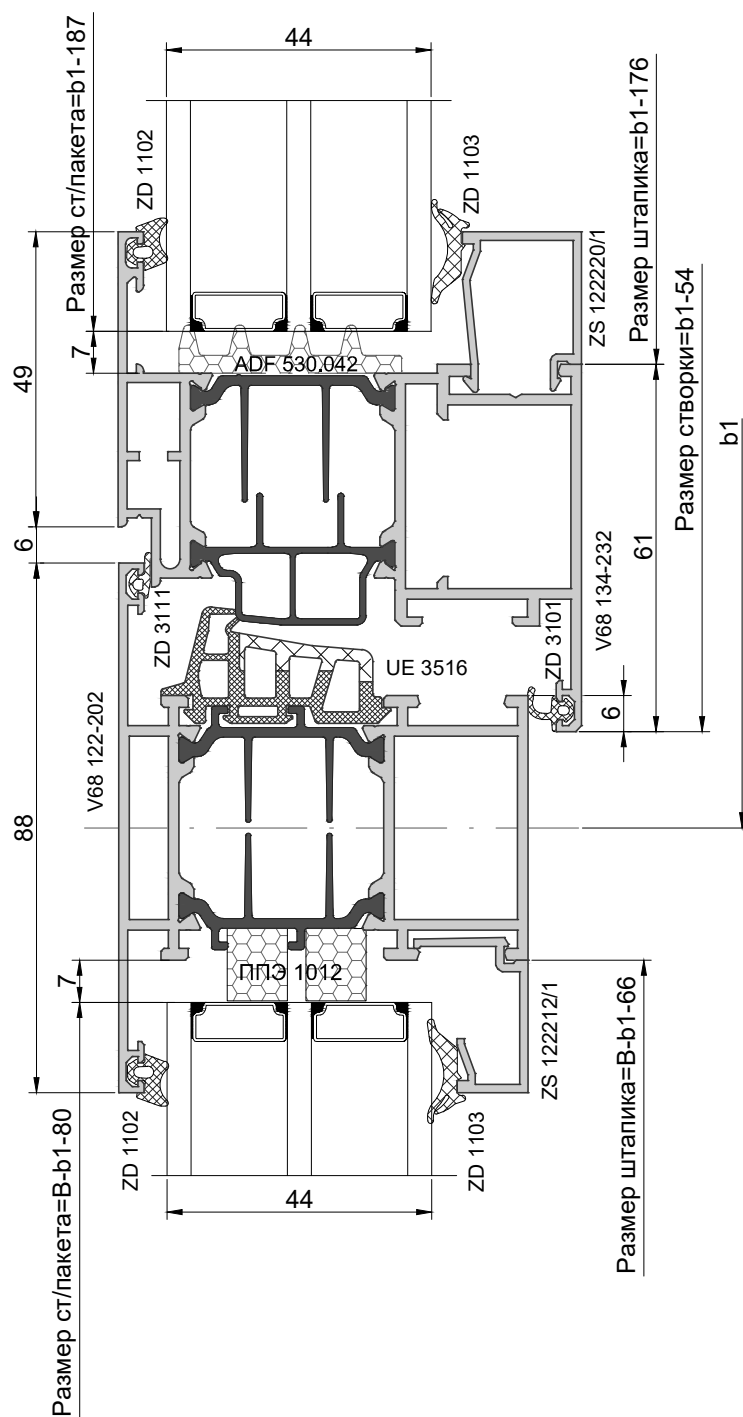 44
Размер ст/пакета=b1-187
ZD 1102
ZD 1103
Размер штапика=b1-176
ZS 122220/1
Размер створки=b1-54
7
ADF 530.042
49
b1
6
61
V68 134-232
ZD 3111
ZD 3101
UE 3516
6
V68 122-202
88
7
ППЭ 1012
ZS 122212/1
Размер штапика=B-b1-66
ZD 1102
ZD 1103
44
Размер ст/пакета=B-b1-80